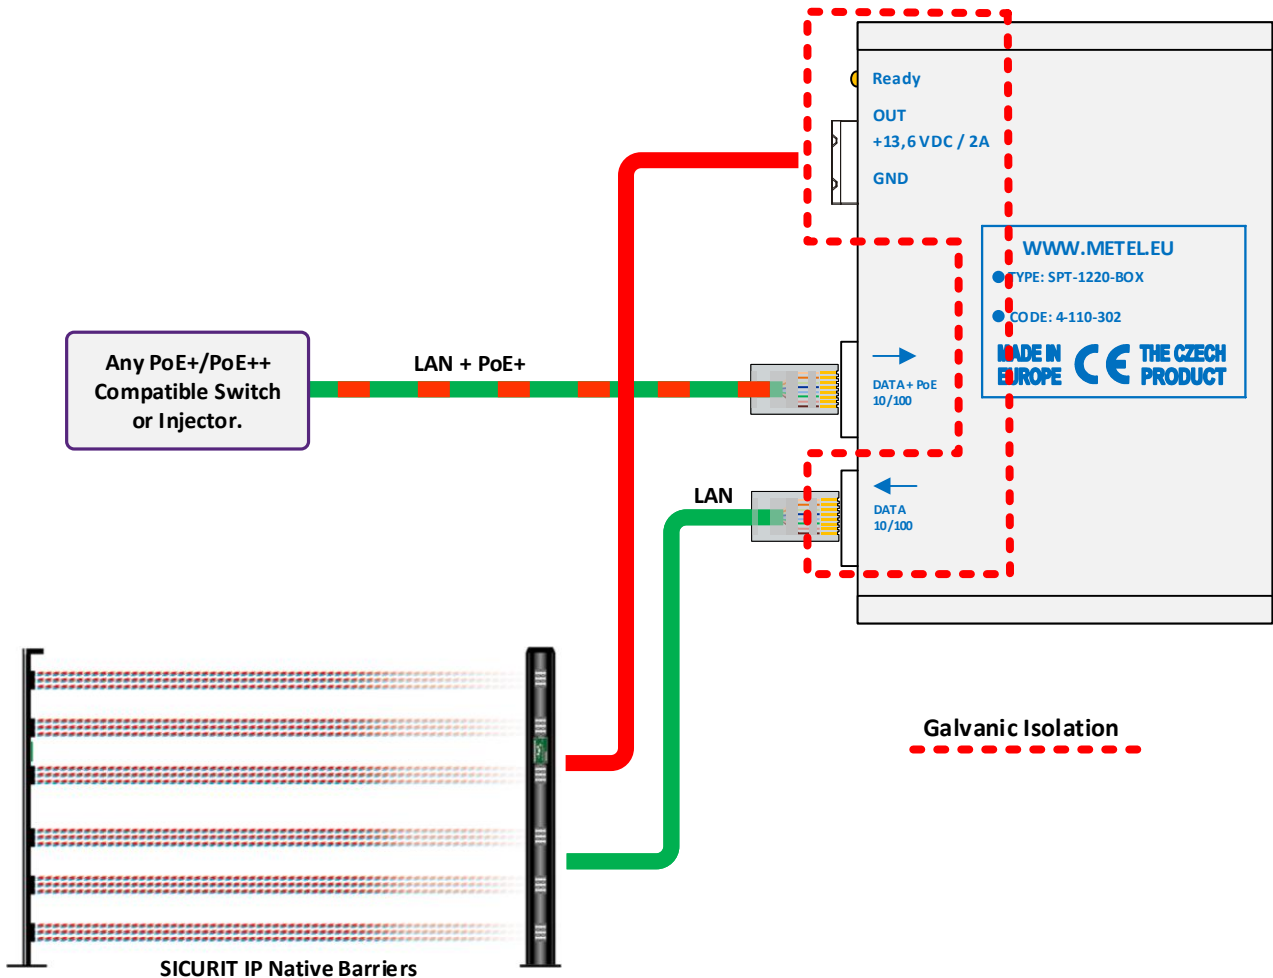 Ready
OUT
+13,6 VDC / 2A
GND
WWW.METEL.EU
TYPE: SPT-1220-BOX
CODE: 4-110-302
MADE IN
EUROPE
CE
THE CZECH
PRODUCT
Any PoE+/PoE++
Compatible Switch
or Injector.
LAN + PoE+
DATA + PoE
10/100
LAN
DATA
10/100
Galvanic Isolation
SICURIT IP Native Barriers